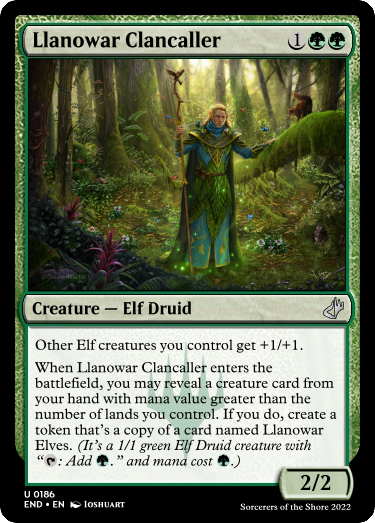 Llanowar Clancaller 1
Creature — Elf Druid
Other Elf creatures you control get +1/+1.
When Llanowar Clancaller enters the
battlefield, you may reveal a creature card from
your hand with mana value greater than the
number of lands you control. If you do, create a
token that's a copy of a card named Llanowar
Elves. (It's a 1/1 green Elf Druid creature with
“: Add .” and mana cost .)
2/2
U 0186
END • EN Joshuart
Sorcerers of the Shore 2022